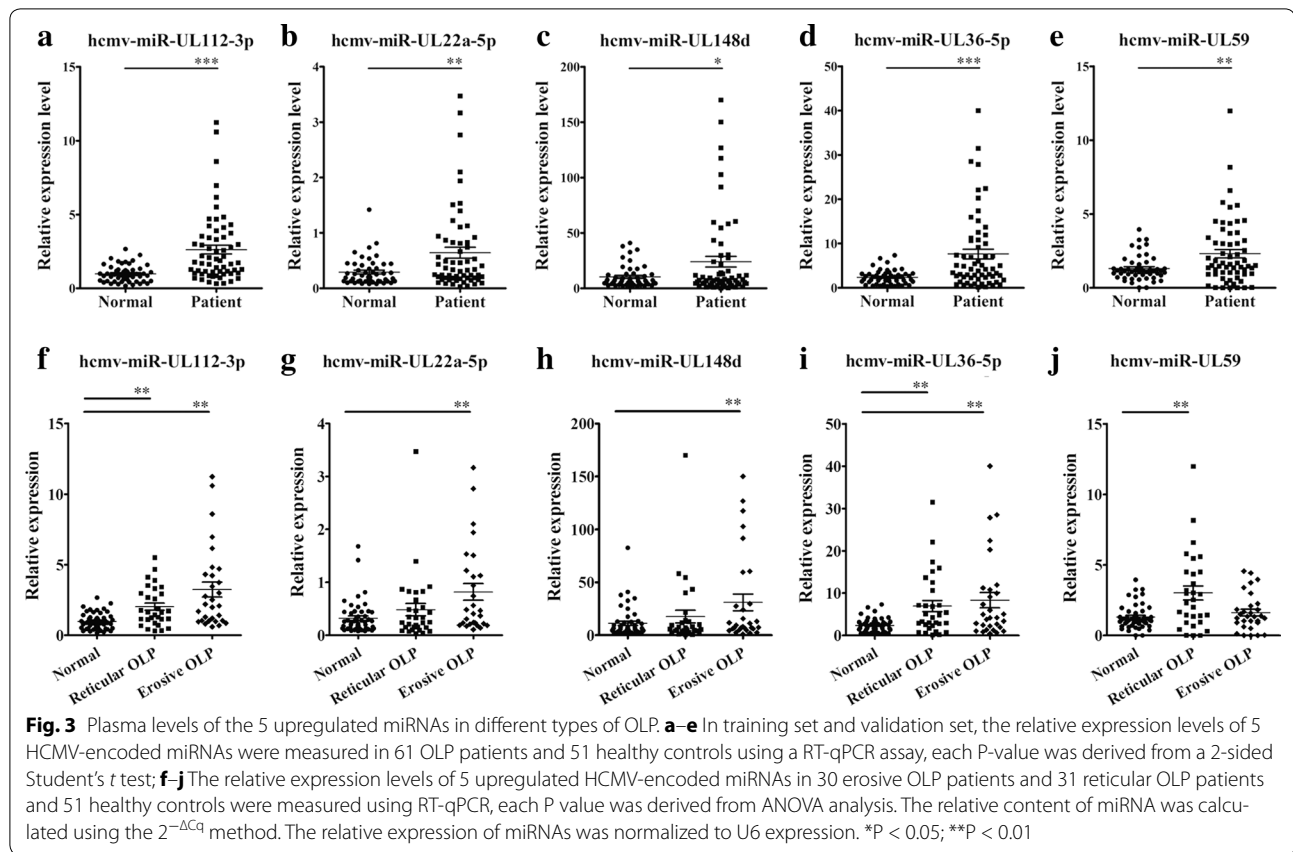 a b c d e
hcmv-miR-UL112-3p hcmv-miR-UL22a-5p hcmv-miR-UL148d hcmv-miR-UL36-5p hcmv-miR-UL59
*** ** * *** **
Relative expression level
15
10
5
0
Normal Patient
Relative expression level
4
3
2
1
0
Normal Patient
Relative expression level
200
150
100
50
0
Normal Patient
Relative expression level
50
40
30
20
10
0
Normal Patient
Relative expression level
15
10
5
0
Normal Patient
f g h i j
hcmv-miR-UL112-3p hcmv-miR-UL22a-5p hcmv-miR-UL148d hcmv-miR-UL36-5p hcmv-miR-UL59
** **
** ** ** ** **
Relative expression
15
10
5
0
Normal Reticular OLP Erosive OLP
Relative expression
4
3
2
1
0
Normal Reticular OLP Erosive OLP
Relative expression
200
150
100
50
0
Normal Reticular OLP Erosive OLP
Relative expression
50
40
30
20
10
0
Normal Reticular OLP Erosive OLP
Relative expression
15
10
5
0
Normal Reticular OLP Erosive OLP
Fig. 3 Plasma levels of the 5 upregulated miRNAs in different types of OLP. a–e In training set and validation set, the relative expression levels of 5
HCMV-encoded miRNAs were measured in 61 OLP patients and 51 healthy controls using a RT-qPCR assay, each P-value was derived from a 2-sided
Student's t test; f–j The relative expression levels of 5 upregulated HCMV-encoded miRNAs in 30 erosive OLP patients and 31 reticular OLP patients
and 51 healthy controls were measured using RT-qPCR, each P value was derived from ANOVA analysis. The relative content of miRNA was calcu-
lated using the 2−ΔCq method. The relative expression of miRNAs was normalized to U6 expression. *P < 0.05; **P < 0.01